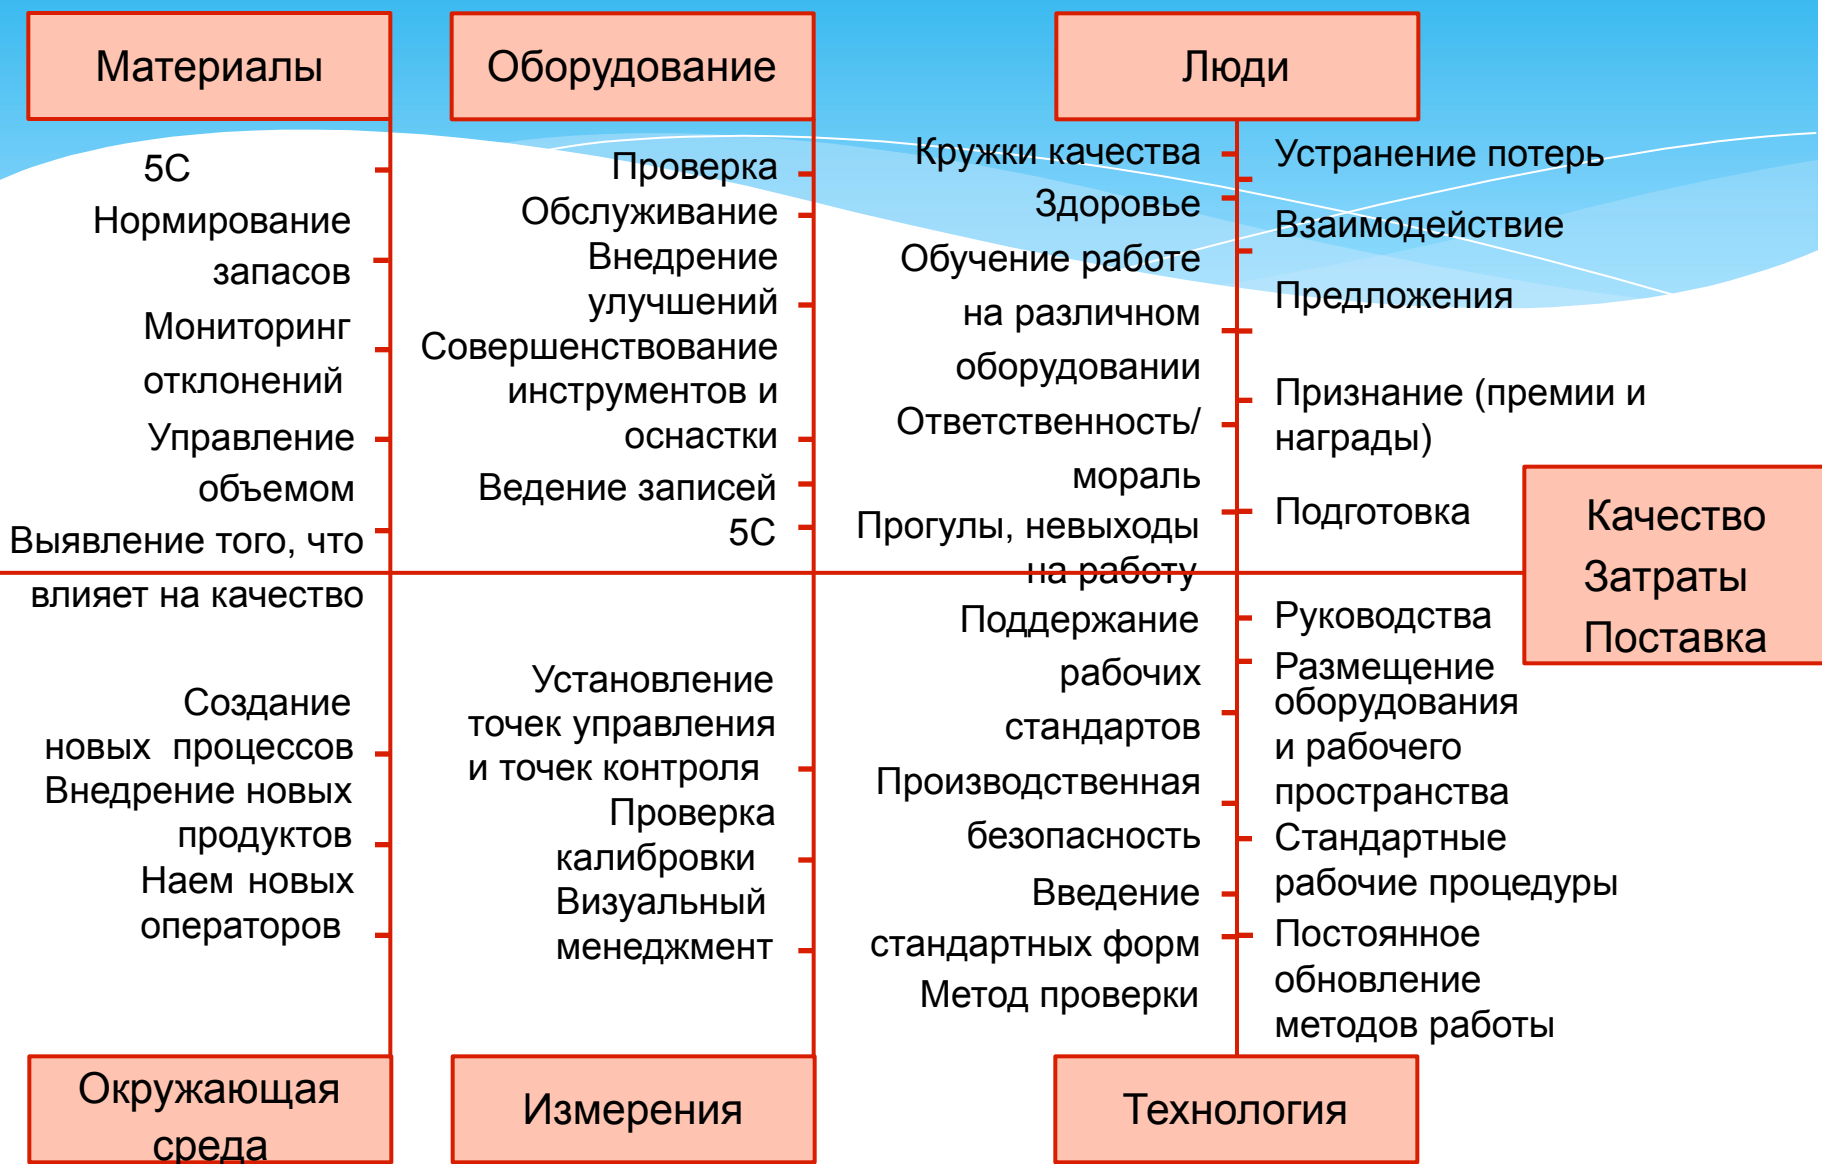 Материалы
Оборудование
Люди
5С
Нормирование
запасов
Мониторинг
отклонений
Управление
объемом
Выявление того, что
влияет на качество
Проверка
Обслуживание
Внедрение
улучшений
Совершенствование
инструментов и
оснастки
Ведение записей
5С
Кружки качества
Здоровье
Обучение работе
на различном
оборудовании
Ответственность/
мораль
Прогулы, невыходы
на работу
Устранение потерь
Взаимодействие
Предложения
Признание (премии и
награды)
Подготовка
Качество
Затраты
Поставка
Создание
новых процессов
Внедрение новых
продуктов
Наем новых
операторов
Установление
точек управления
и точек контроля
Проверка
калибровки
Визуальный
менеджмент
Поддержание
рабочих
стандартов
Производственная
безопасность
Введение
стандартных форм
Метод проверки
Руководства
Размещение
оборудования
и рабочего
пространства
Стандартные
рабочие процедуры
Постоянное
обновление
методов работы
Окружающая
среда
Измерения
Технология